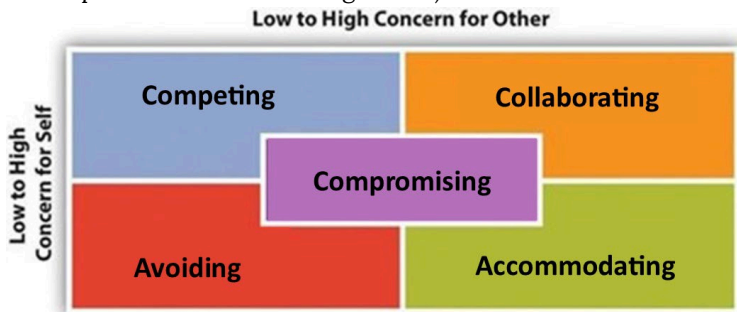 Low to High Concern for Other
Low to High
Concern for Self
Competing
Collaborating
Compromising
Avoiding
Accommodating